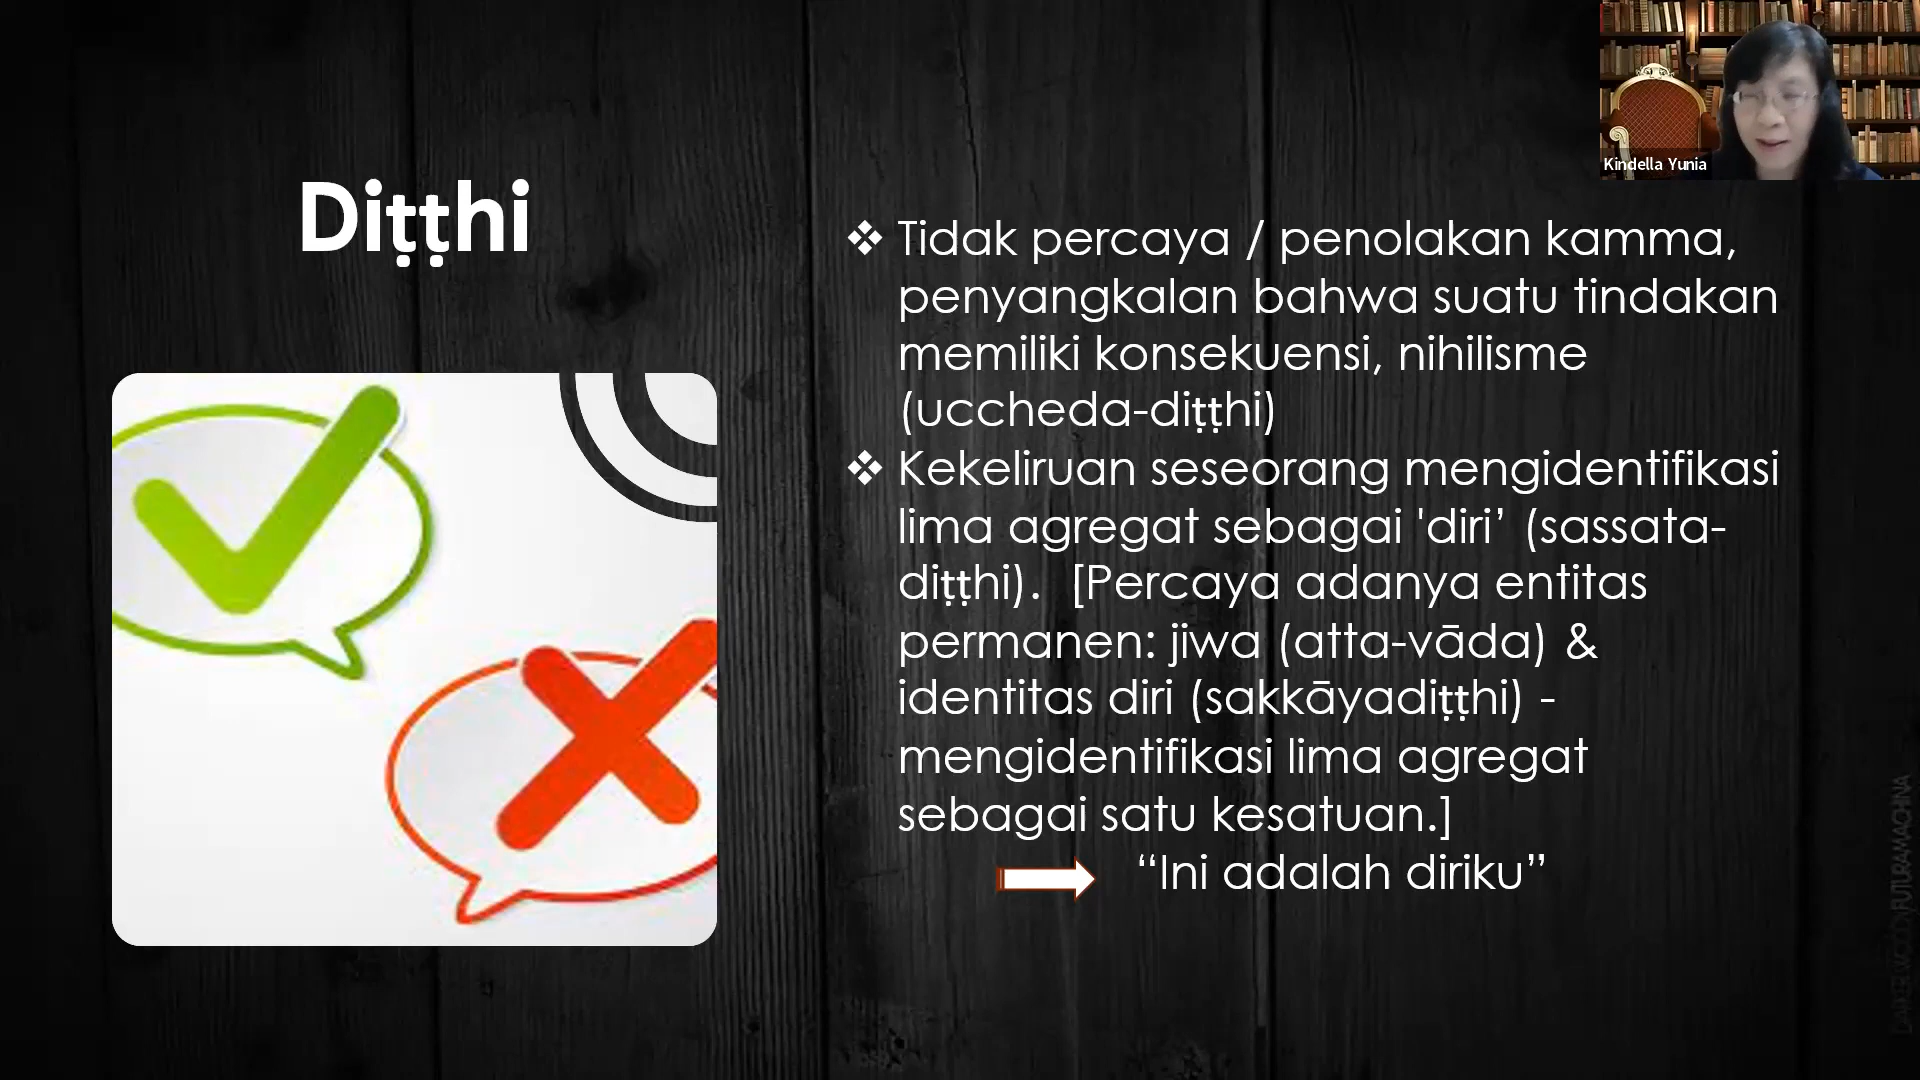 Kindella Yunia
Diṭṭhi
❖ Tidak percaya / penolakan kamma,
penyangkalan bahwa suatu tindakan
memiliki konsekuensi, nihilisme
(uccheda-diṭṭhi)
❖ Kekeliruan seseorang mengidentifikasi
lima agregat sebagai 'diri’ (sassata-
diṭṭhi).  [Percaya adanya entitas
permanen: jiwa (atta-vāda) &
identitas diri (sakkāyadiṭṭhi) -
mengidentifikasi lima agregat
sebagai satu kesatuan.]
“Ini adalah diriku”